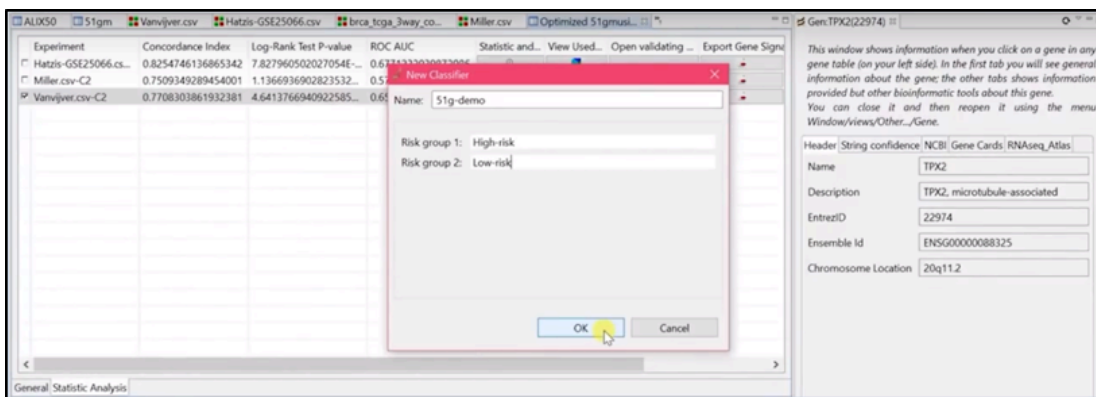 ALIX50 51gm Vanvijver.csv Hatzis-GSE25066.csv brca_tcga_3way_co... Miller.csv Optimized 51gmusi...
Experiment Concordance Index Log-Rank Test P-value ROC AUC Statistic and... View Used... Open validating ... Export Gene Signa
Hatzis-GSE25066.cs... 0.8254746136865342 7.827960502027054E-...
Miller.csv-C2 0.7509349289454001 1.1366936902823532... 0.57
Vanvijver.csv-C2 0.7708303861932381 4.6413766940922585... 0.65
New Classifier
Name: 51g-demo
Risk group 1: High-risk
Risk group 2: Low-risk
OK Cancel
General Statistic Analysis
Gen:TPX2(22974)
This window shows information when you click on a gene in any
gene table (on your left side). In the first tab you will see general
information about the gene; the other tabs shows information
provided but other bioinformatic tools about this gene.
You can close it and then reopen it using the menu
Window/views/Other.../Gene.
Header String confidence NCBI Gene Cards RNAseq_Atlas
Name TPX2
Description TPX2, microtubule-associated
EntrezID 22974
Ensemble Id ENSG00000088325
Chromosome Location 20q11.2